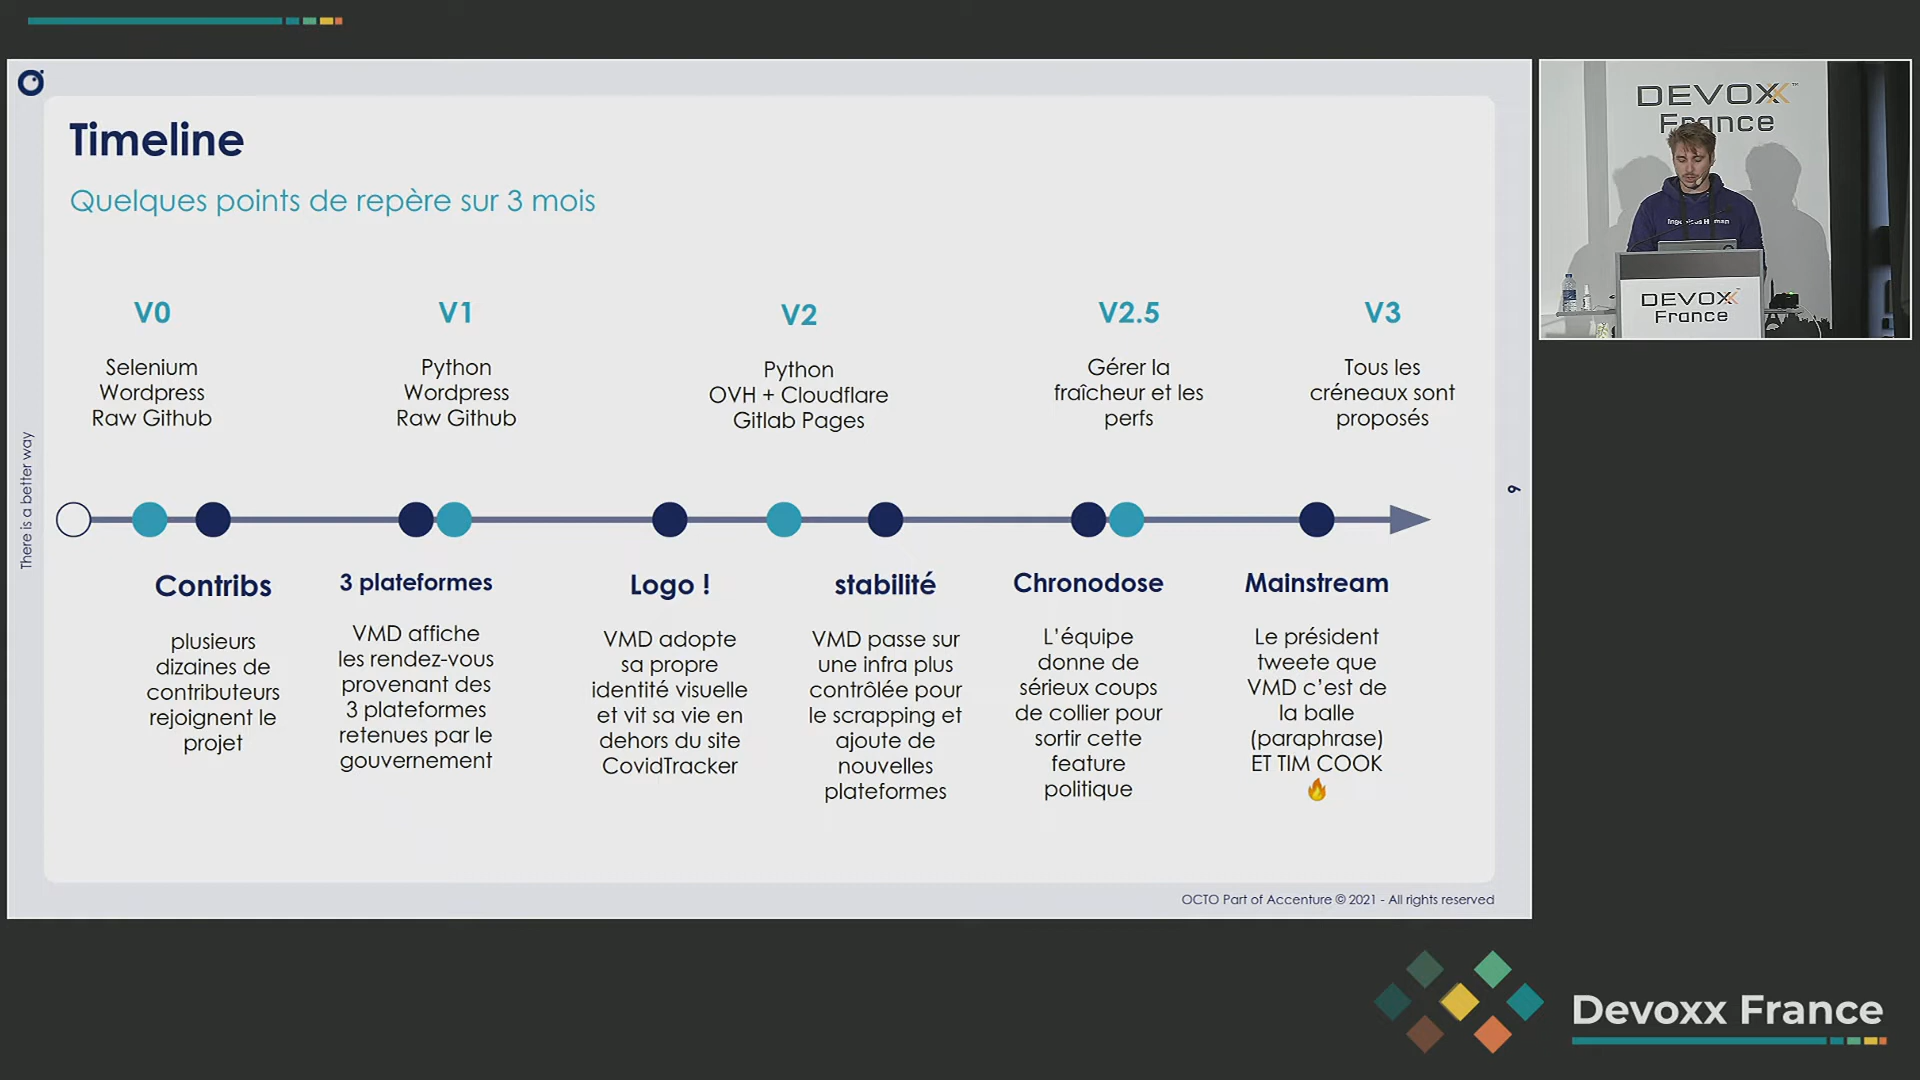 Timeline
Quelques points de repère sur 3 mois
V0
Selenium
Wordpress
Raw Github
V1
Python
Wordpress
Raw Github
V2
Python
OVH + Cloudflare
Gitlab Pages
V2.5
Gérer la
fraîcheur et les
perfs
V3
Tous les
créneaux sont
proposés
Contribs
plusieurs
dizaines de
contributeurs
rejoignent le
projet
3 plateformes
VMD affiche
les rendez-vous
provenant des
3 plateformes
retenues par le
gouvernement
Logo !
VMD adopte
sa propre
identité visuelle
et vit sa vie en
dehors du site
CovidTracker
stabilité
VMD passe sur
une infra plus
contrôlée pour
le scrapping et
ajoute de
nouvelles
plateformes
Chronodose
L'équipe
donne de
sérieux coups
de collier pour
sortir cette
feature
politique
Mainstream
Le président
tweete que
VMD c'est de
la balle
(paraphrase)
ET TIM COOK
🔥
There is a better way
9
OCTO Part of Accenture © 2021 - All rights reserved
DEVOXX™
France
DEVOXX
France
Devoxx France